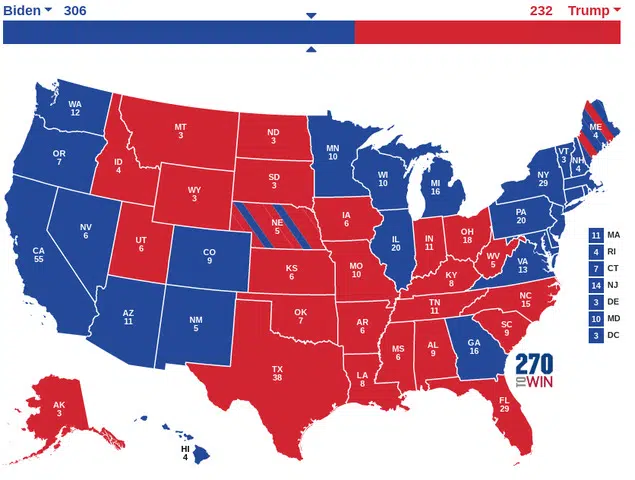 Biden 306
232 Trump
WA
12
OR
7
CA
55
NV
6
ID
4
MT
3
WY
3
UT
6
AZ
11
CO
9
NM
5
ND
3
SD
3
NE
5
KS
6
OK
7
TX
38
MN
10
IA
6
MO
10
AR
6
LA
8
WI
10
IL
20
MI
16
IN
11
OH
18
KY
8
TN
11
MS
6
AL
9
GA
16
FL
29
SC
9
NC
15
VA
13
WV
5
PA
20
NY
29
VT
3
NH
4
ME
4
11 MA
4 RI
7 CT
14 NJ
3 DE
10 MD
3 DC
AK
3
HI
4
270
TO WIN